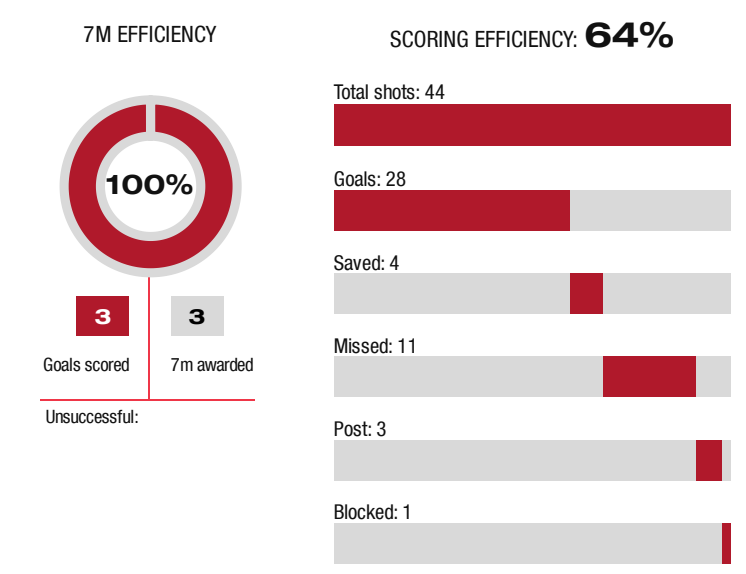 7M EFFICIENCY
100%
3
3
Goals scored
7m awarded
Unsuccessful:
SCORING EFFICIENCY: 64%
Total shots: 44
Goals: 28
Saved: 4
Missed: 11
Post: 3
Blocked: 1